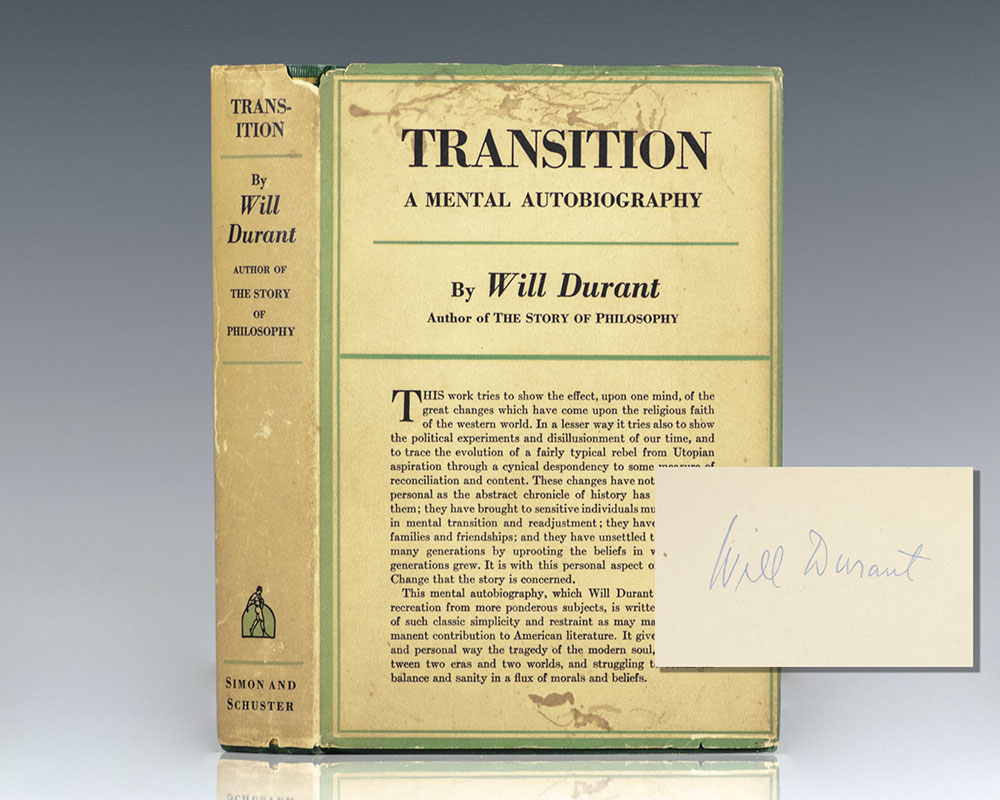 TRANS-
ITION
By
Will
Durant
AUTHOR OF
THE STORY
OF
PHILOSOPHY
SIMON AND
SCHUSTER
TRANSITION
A MENTAL AUTOBIOGRAPHY
By Will Durant
Author of THE STORY OF PHILOSOPHY
THIS work tries to show the effect, upon one mind, of the
great changes which have come upon the religious faith
of the western world. In a lesser way it tries also to show
the political experiments and disillusionment of our time, and
to trace the evolution of a fairly typical rebel from Utopian
aspiration through a cynical despondency to some measure of
reconciliation and content. These changes have not
personal as the abstract chronicle of history has
them; they have brought to sensitive individuals
in mental transition and readjustment; they have
families and friendships; and they have unsettled
many generations by uprooting the beliefs in
generations grew. It is with this personal aspect
Change that the story is concerned.
This mental autobiography, which Will Durant
recreation from more ponderous subjects, is
of such classic simplicity and restraint as may
manent contribution to American literature. It
and personal way the tragedy of the modern soul,
tween two eras and two worlds, and struggling
balance and sanity in a flux of morals and beliefs.
Will Durant